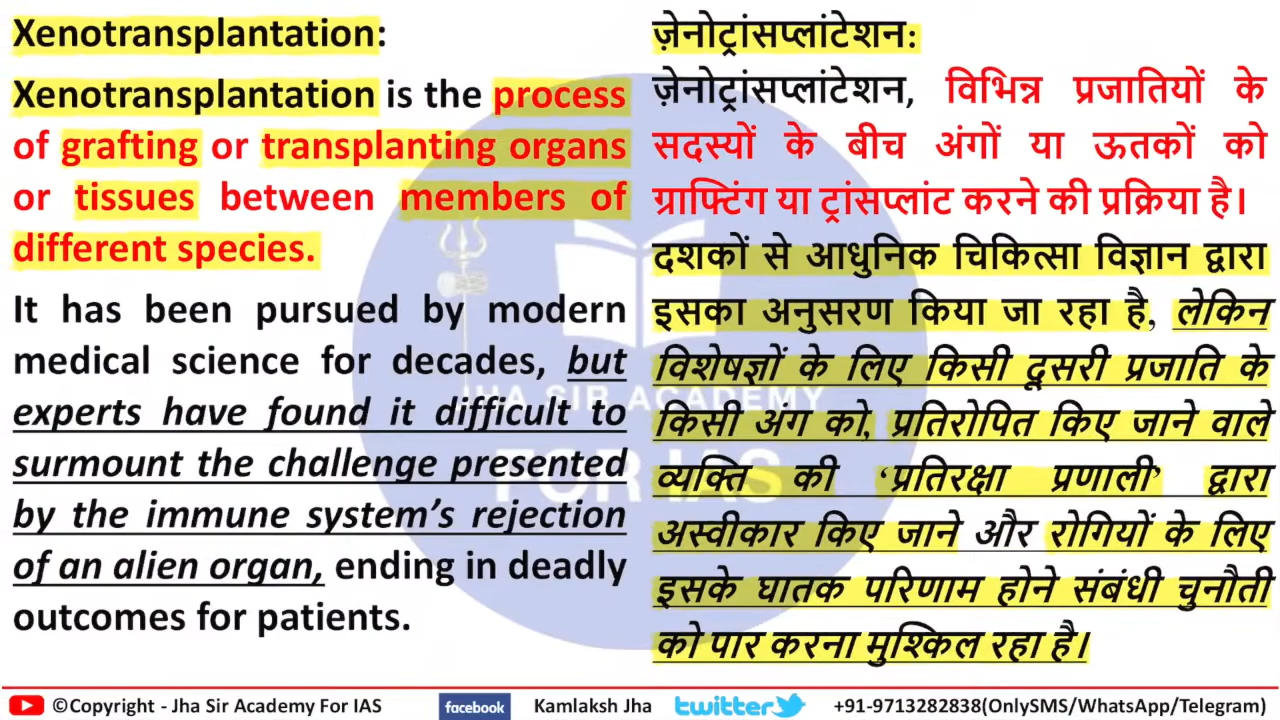 Xenotransplantation:
Xenotransplantation is the process
of grafting or transplanting organs
or tissues between members of
different species.
It has been pursued by modern
medical science for decades, but
experts have found it difficult to
surmount the challenge presented
by the immune system’s rejection
of an alien organ, ending in deadly
outcomes for patients.
ज़ेनोट्रांसप्लांटेशन:
ज़ेनोट्रांसप्लांटेशन, विभिन्न प्रजातियों के
सदस्यों के बीच अंगों या ऊतकों को
ग्राफ्टिंग या ट्रांसप्लांट करने की प्रक्रिया है।
दशकों से आधुनिक चिकित्सा विज्ञान द्वारा
इसका अनुसरण किया जा रहा है, लेकिन
विशेषज्ञों के लिए किसी दूसरी प्रजाति के
किसी अंग को, प्रतिरोपित किए जाने वाले
व्यक्ति की ‘प्रतिरक्षा प्रणाली’ द्वारा
अस्वीकार किए जाने और रोगियों के लिए
इसके घातक परिणाम होने संबंधी चुनौती
को पार करना मुश्किल रहा है।
JHA SIR ACADEMY
FOR IAS
©Copyright - Jha Sir Academy For IAS facebook Kamlaksh Jha twitter +91-9713282838(OnlySMS/WhatsApp/Telegram)